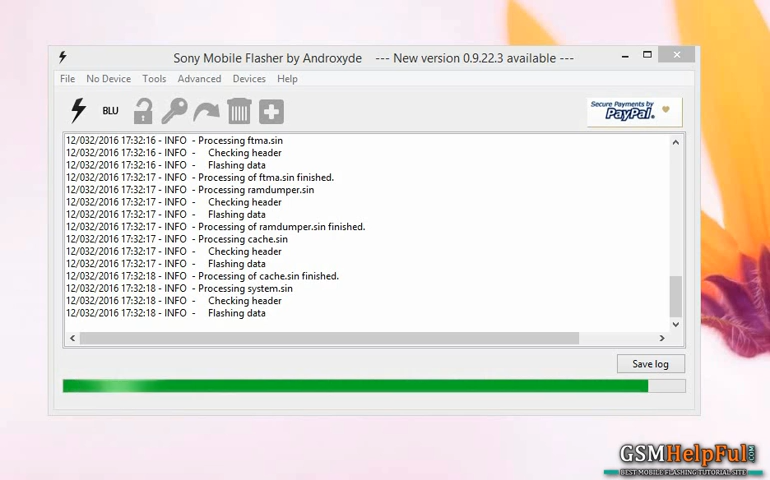 Sony Mobile Flasher by Androxyde --- New version 0.9.22.3 available ---
File No Device Tools Advanced Devices Help
BLU
Secure Payments by
PayPal
12/032/2016 17:32:16 - INFO - Processing ftma.sin
12/032/2016 17:32:16 - INFO - Checking header
12/032/2016 17:32:16 - INFO - Flashing data
12/032/2016 17:32:17 - INFO - Processing of ftma.sin finished.
12/032/2016 17:32:17 - INFO - Processing ramdumper.sin
12/032/2016 17:32:17 - INFO - Checking header
12/032/2016 17:32:17 - INFO - Flashing data
12/032/2016 17:32:17 - INFO - Processing of ramdumper.sin finished.
12/032/2016 17:32:17 - INFO - Processing cache.sin
12/032/2016 17:32:17 - INFO - Checking header
12/032/2016 17:32:17 - INFO - Flashing data
12/032/2016 17:32:18 - INFO - Processing of cache.sin finished.
12/032/2016 17:32:18 - INFO - Processing system.sin
12/032/2016 17:32:18 - INFO - Checking header
12/032/2016 17:32:18 - INFO - Flashing data
Save log
GSMHelpFul.COM
BEST MOBILE FLASHING TUTORIAL SITE